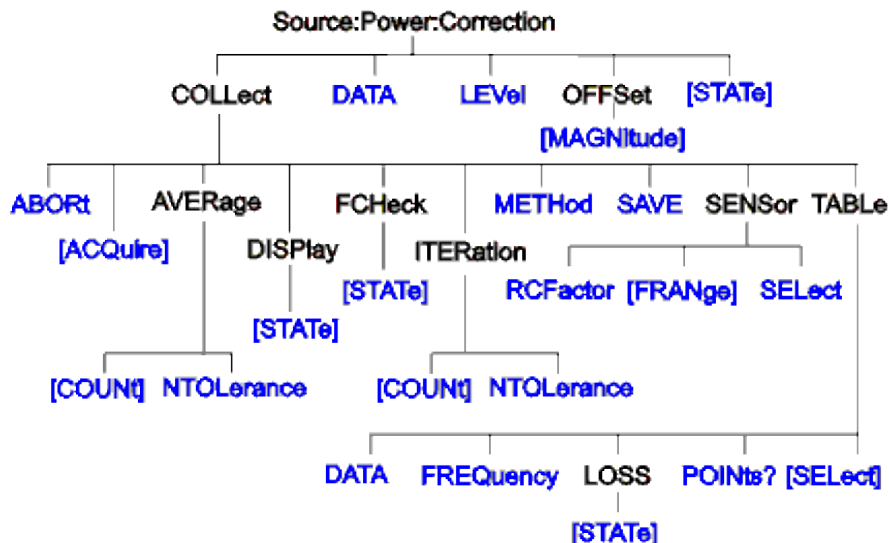 Source:Power:Correction
COLLect DATA LEVel OFFSet [STATe]
[MAGNitude]
ABORt AVERage FCHeck METHod SAVE SENSor TABLe
[ACQuire] DISPlay ITERation
[STATe] RCFactor [FRANge] SELect
[STATe]
[COUNt] NTOLerance [COUNt] NTOLerance
DATA FREQuency LOSS POINts? [SELect]
[STATe]